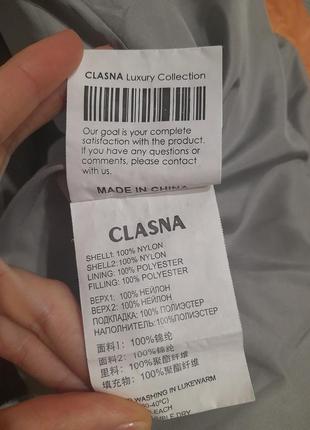 CLASNA Luxury Collection
Our goal is your complete
satisfaction with the product.
If you have any questions or
comments, please contact
with us.
MADE IN CHINA
CLASNA
SHELL1: 100% NYLON
SHELL2: 100% NYLON
LINING: 100% POLYESTER
FILLING: 100% POLYESTER
ВЕРХ1: 100% НЕЙЛОН
ВЕРХ2: 100% НЕЙЛОН
ПОДКЛАДКА: 100% ПОЛИЭСТЕР
НАПОЛНИТЕЛЬ:100%ПОЛИЭСТЕР
面料1：100%锦纶
面料2：100%锦纶
里料：100%聚酯纤维
填充物：100%聚酯纤维
WASHING IN LUKEWARM
-40℃)